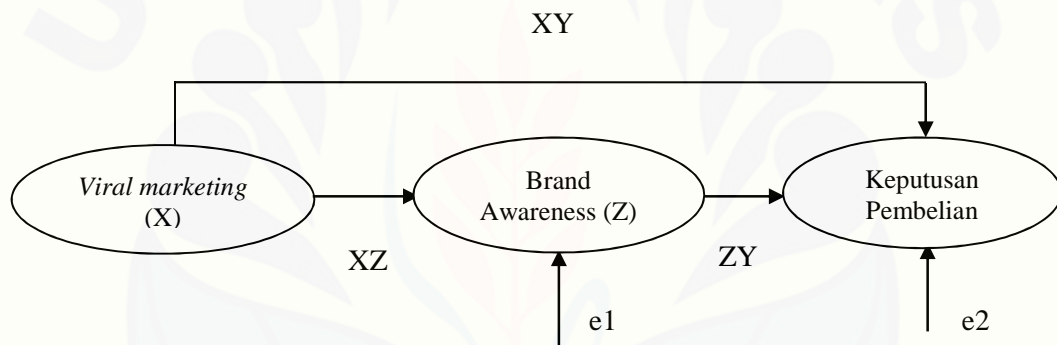 XY
Viral marketing
(X)
Brand
Awareness (Z)
Keputusan
Pembelian
XZ
ZY
e1
e2